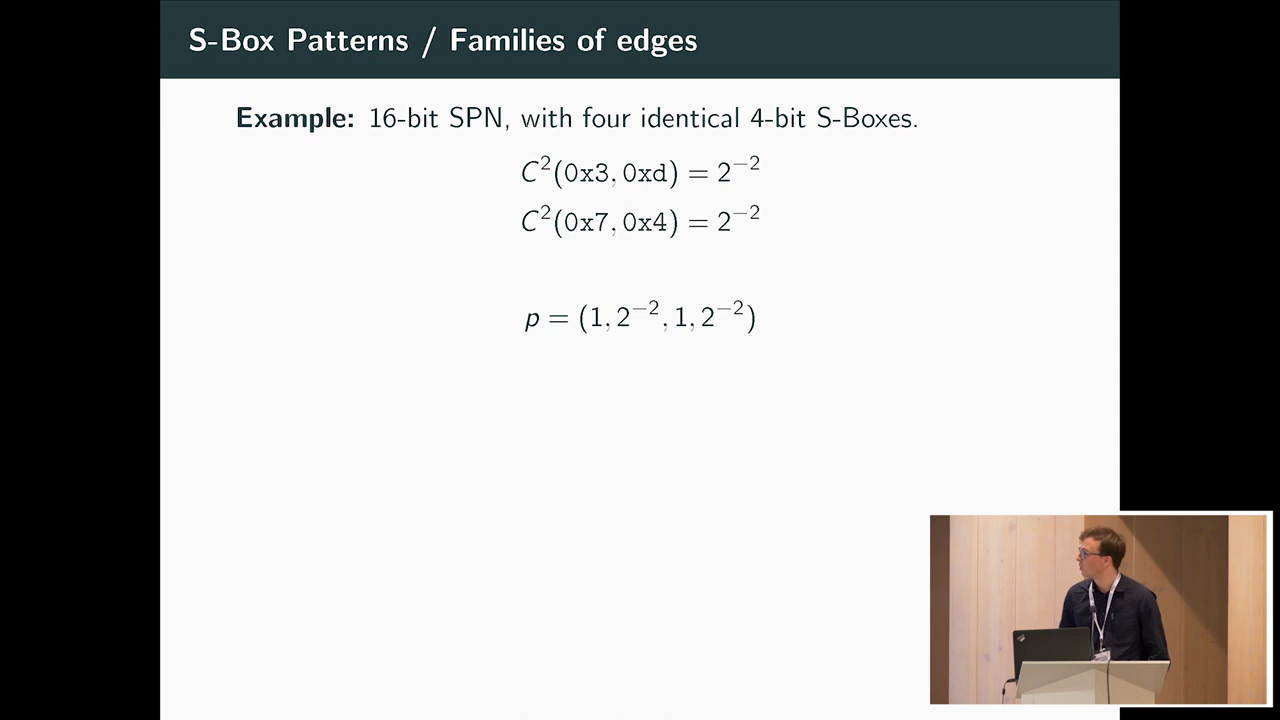 S-Box Patterns / Families of edges
Example: 16-bit SPN, with four identical 4-bit S-Boxes.
C²(0x3, 0xd) = 2⁻²
C²(0x7, 0x4) = 2⁻²
p = (1, 2⁻², 1, 2⁻²)